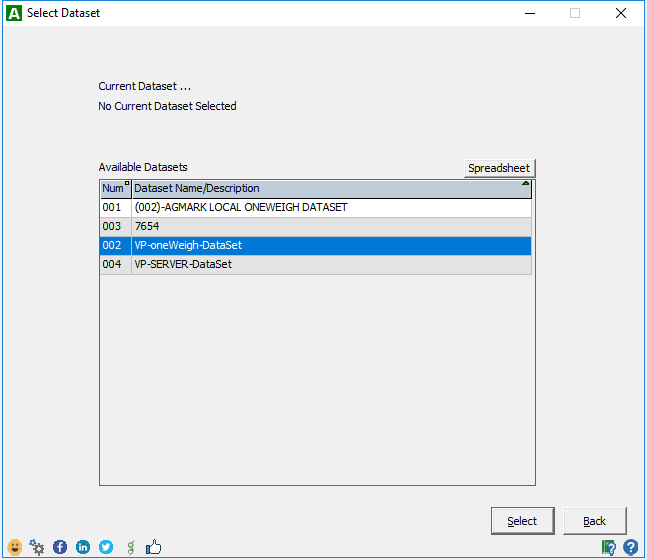 A Select Dataset
Current Dataset ...
No Current Dataset Selected
Available Datasets Spreadsheet
Num Dataset Name/Description
001 (002)-AGMARK LOCAL ONEWEIGH DATASET
003 7654
002 VP-oneWeigh-DataSet
004 VP-SERVER-DataSet
Select Back